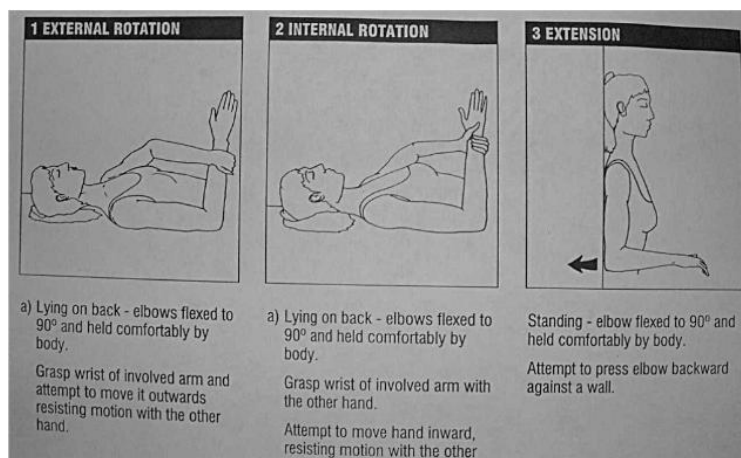 1 EXTERNAL ROTATION
a) Lying on back - elbows flexed to
90º and held comfortably by
body.
Grasp wrist of involved arm and
attempt to move it outwards
resisting motion with the other
hand.
2 INTERNAL ROTATION
a) Lying on back - elbows flexed to
90º and held comfortably by
body.
Grasp wrist of involved arm with
the other hand.
Attempt to move hand inward,
resisting motion with the other
3 EXTENSION
Standing - elbow flexed to 90º and
held comfortably by body.
Attempt to press elbow backward
against a wall.